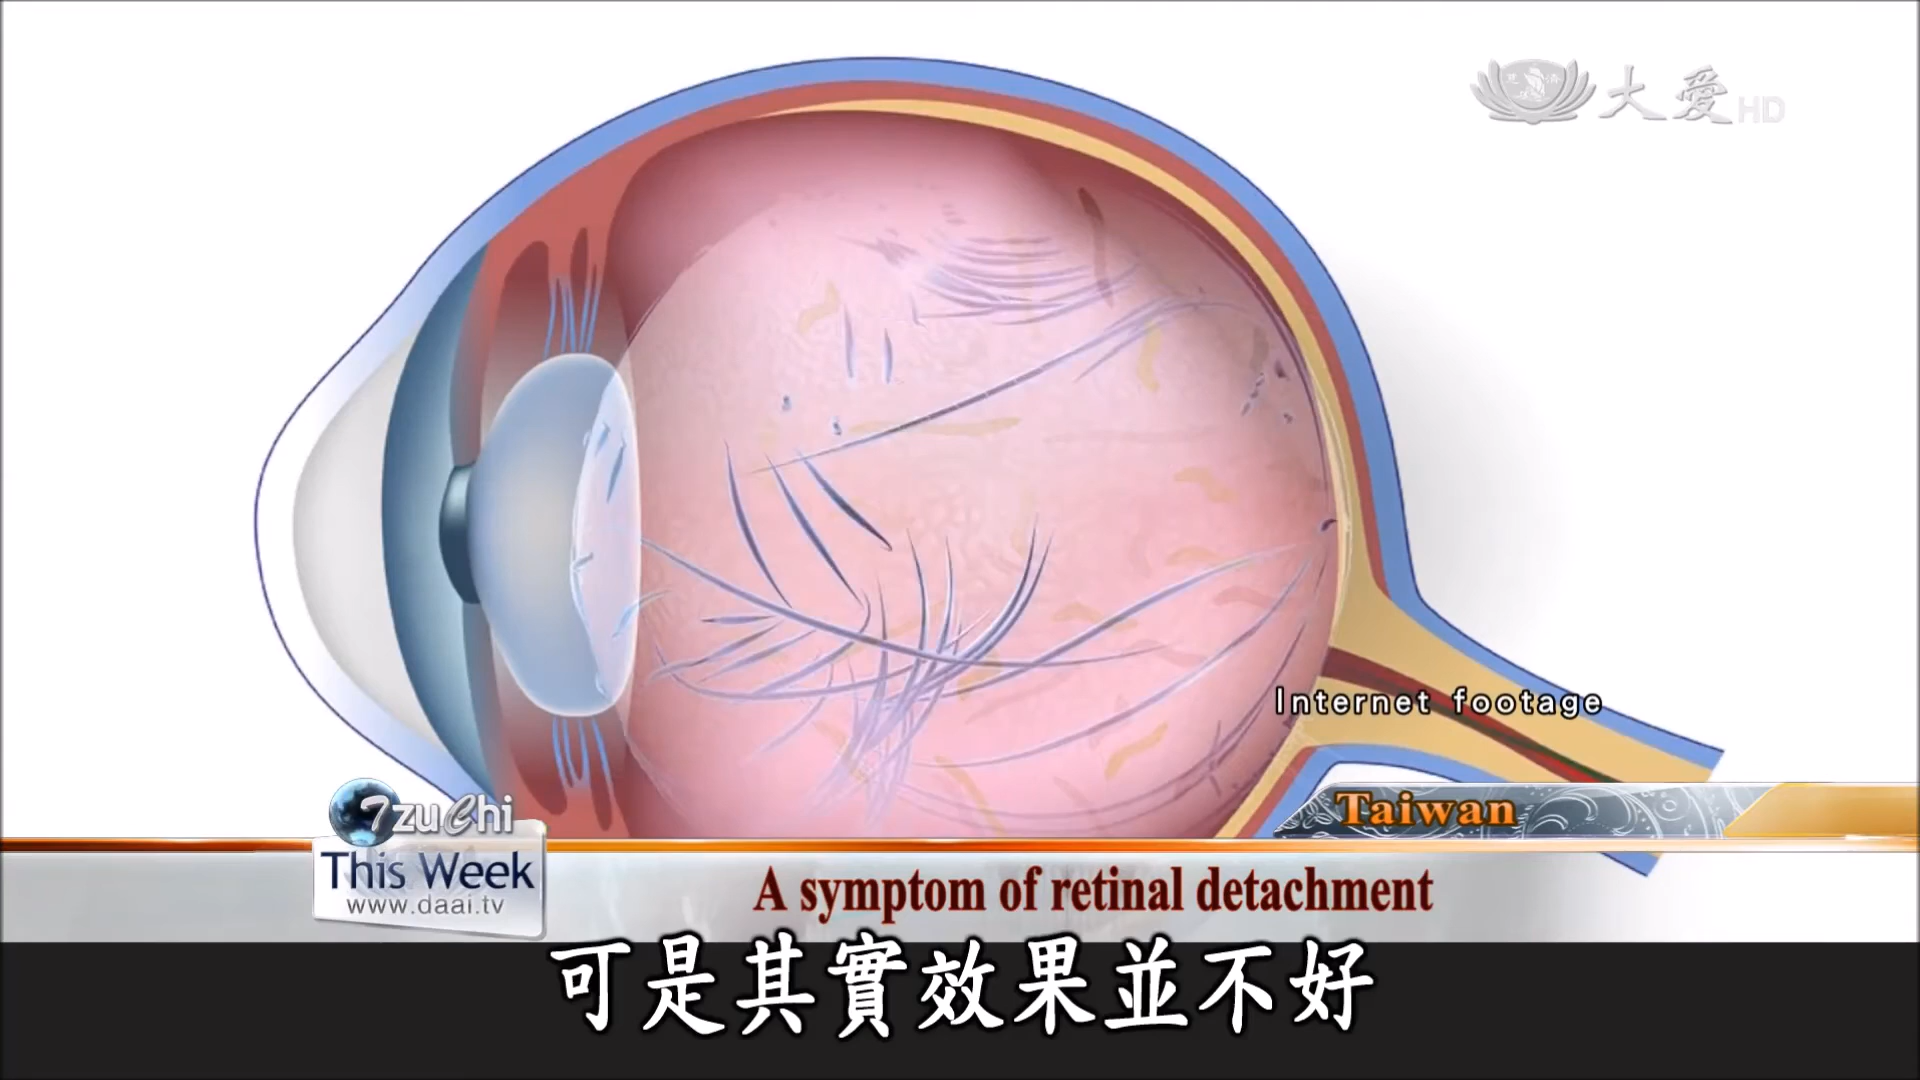 大愛HD
Internet footage
Taiwan
Tzu Chi
This Week
www.daai.tv
A symptom of retinal detachment
可是其實效果並不好